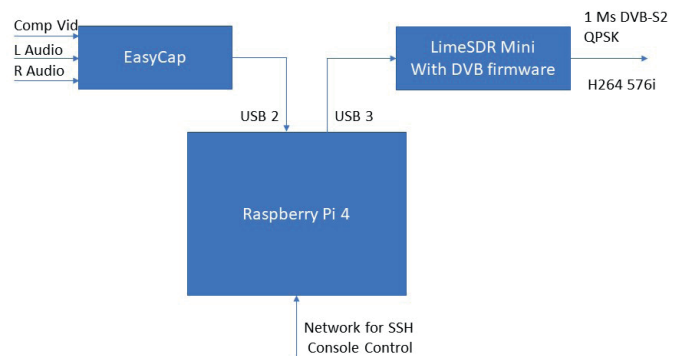 Comp Vid
L Audio
R Audio
EasyCap
LimeSDR Mini
With DVB firmware
1 Ms DVB-S2
QPSK
H264 576i
USB 2
USB 3
Raspberry Pi 4
Network for SSH
Console Control